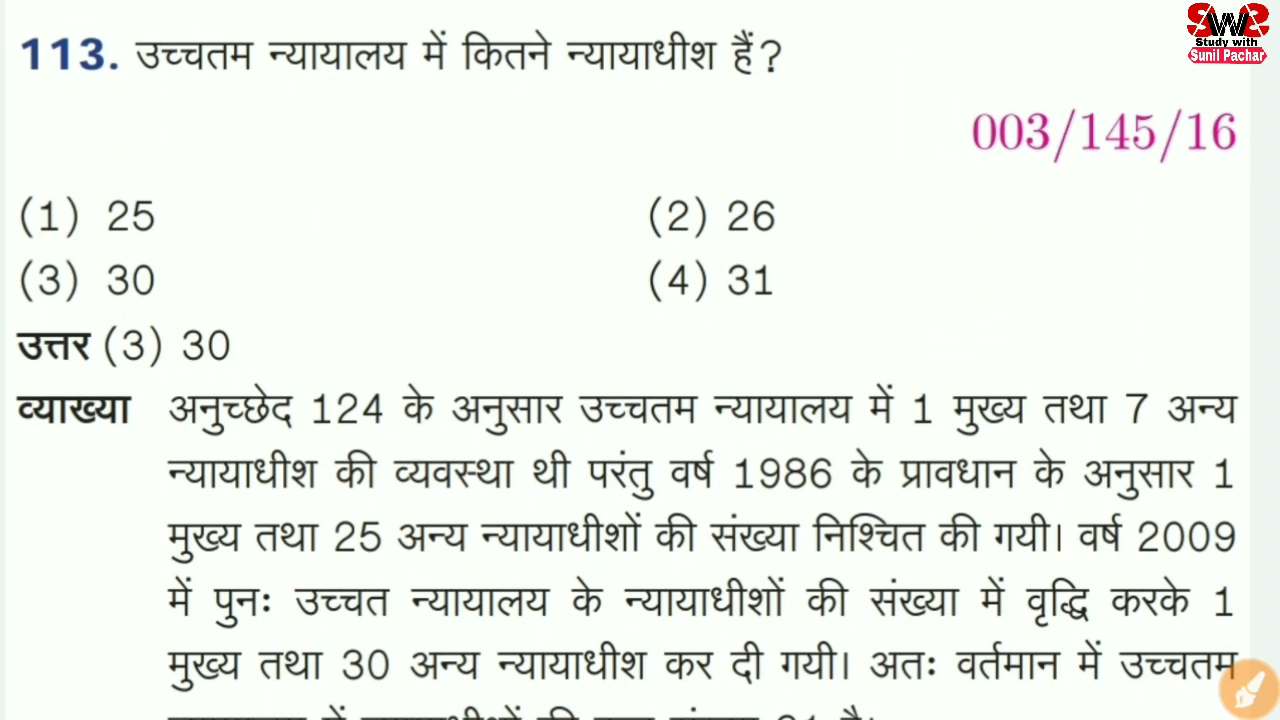 SWS
Study with
Sunil Pachar
113. उच्चतम न्यायालय में कितने न्यायाधीश हैं?
003/145/16
(1) 25 (2) 26
(3) 30 (4) 31
उत्तर (3) 30
व्याख्या अनुच्छेद 124 के अनुसार उच्चतम न्यायालय में 1 मुख्य तथा 7 अन्य
न्यायाधीश की व्यवस्था थी परंतु वर्ष 1986 के प्रावधान के अनुसार 1
मुख्य तथा 25 अन्य न्यायाधीशों की संख्या निश्चित की गयी। वर्ष 2009
में पुनः उच्चत न्यायालय के न्यायाधीशों की संख्या में वृद्धि करके 1
मुख्य तथा 30 अन्य न्यायाधीश कर दी गयी। अतः वर्तमान में उच्चतम